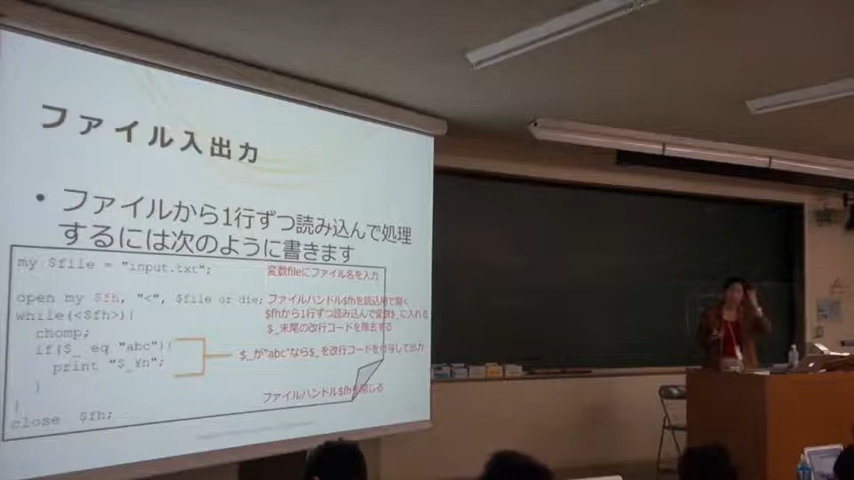 ファイル入出力
• ファイルから1行ずつ読み込んで処理
するには次のように書きます
my $file = "input.txt"; 変数fileにファイル名を入力
open my $fh, "<", $file or die; ファイルハンドル$fhを読込用で開く
while(<$fh>){ $fhから1行ずつ読み込んで変数$_に入れる
chomp; $_末尾の改行コードを除去する
if($_ eq "abc"){ $_が"abc"なら$_を改行コードを付与して出力
print "$_¥n";
}
}
close $fh; ファイルハンドル$fhを閉じる